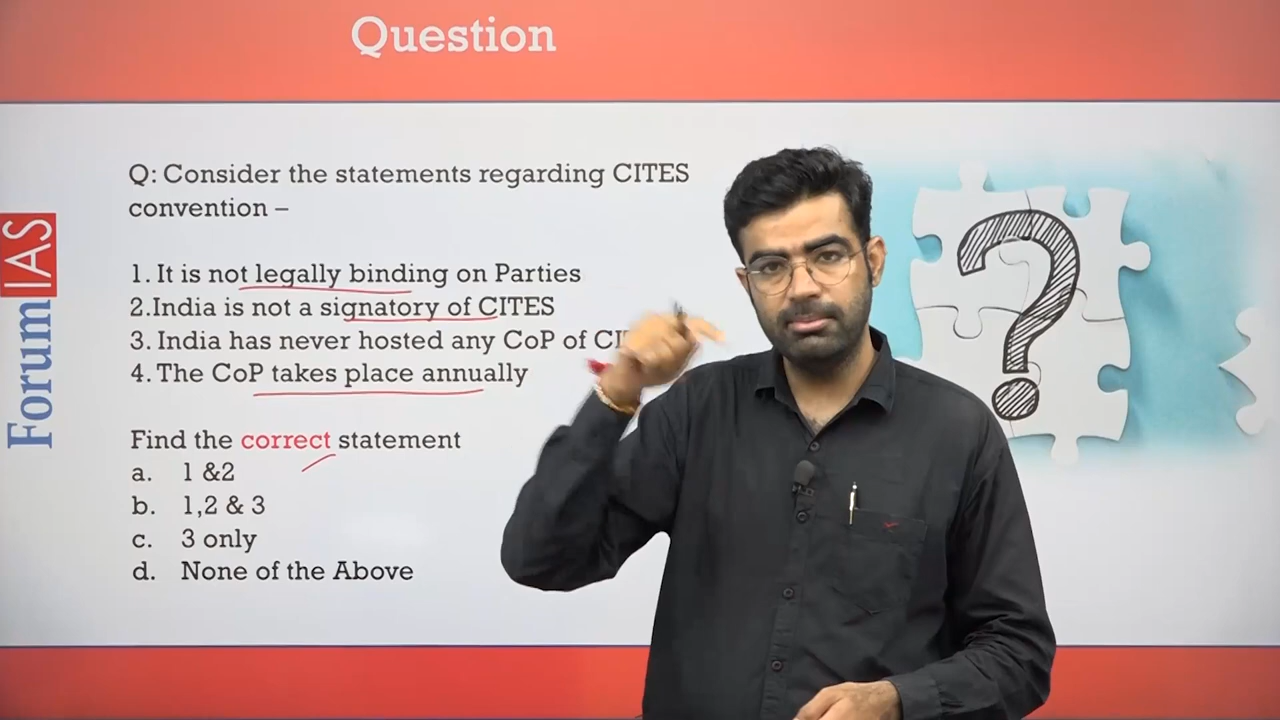 Question
Forum IAS
Q: Consider the statements regarding CITES
convention –
1. It is not legally binding on Parties
2.India is not a signatory of CITES
3. India has never hosted any CoP of
4. The CoP takes place annually
Find the correct statement
a. 1 &2
b. 1,2 & 3
c. 3 only
d. None of the Above